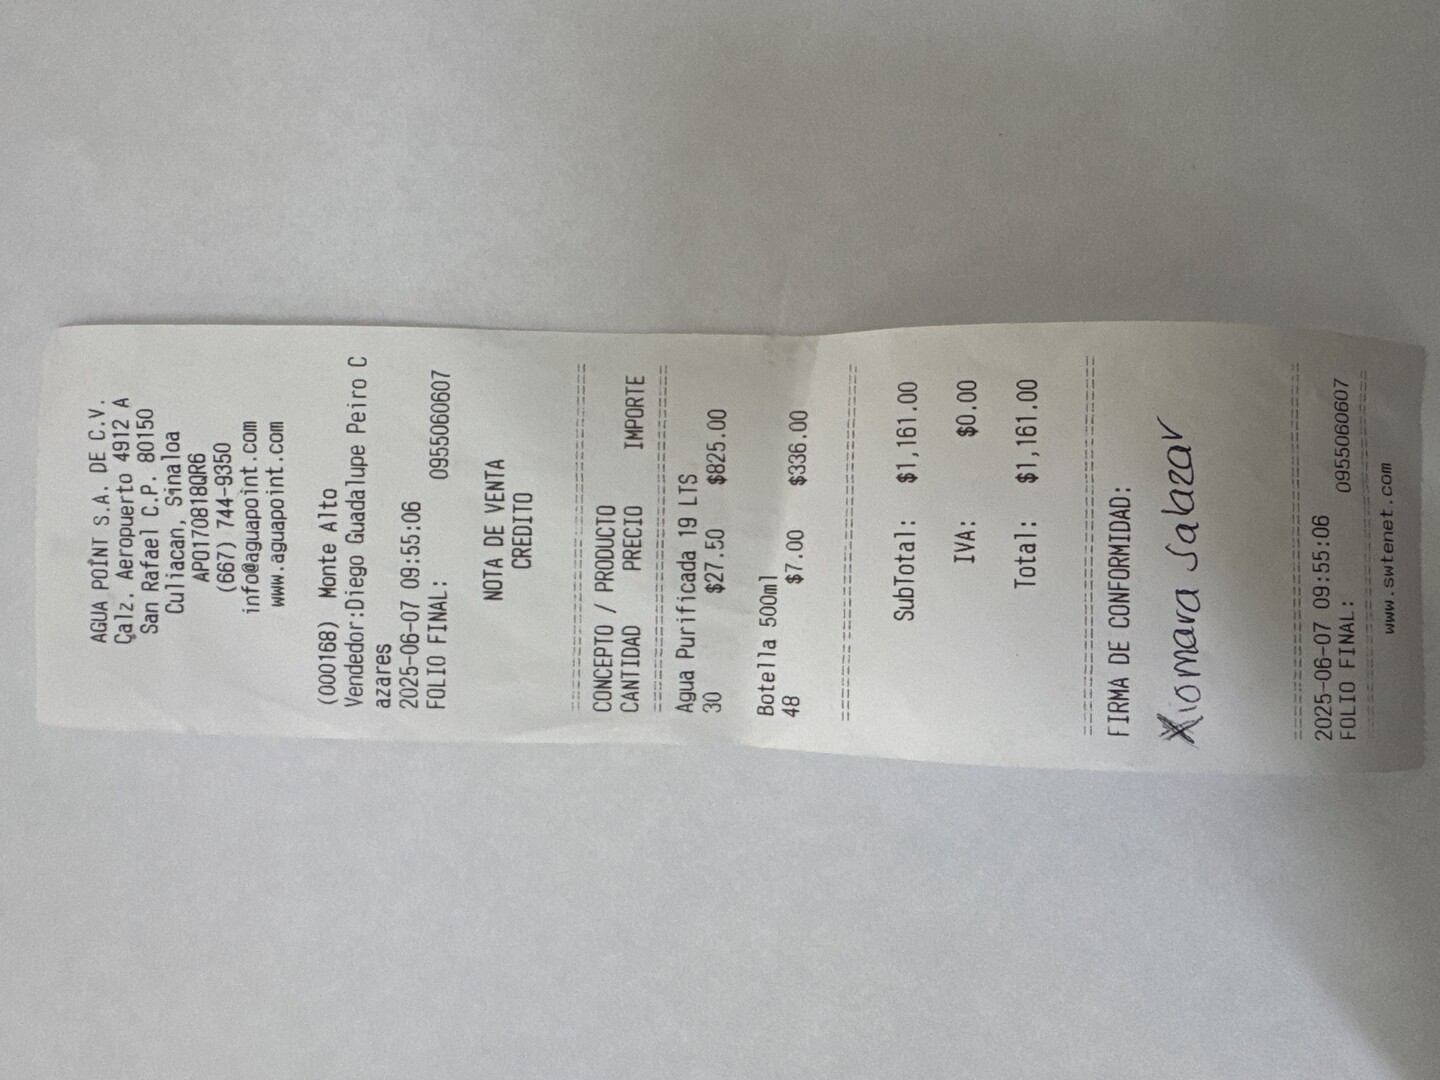 AGUA POINT S.A. DE C.V.
Calz. Aeropuerto 4912 A
San Rafael C.P. 80150
Culiacan, Sinaloa
APO170818QR6
(667) 744-9350
info@aguapoint.com
www.aguapoint.com
(000168) Monte Alto
Vendedor:Diego Guadalupe Peiro C
azares
2025-06-07 09:55:06
FOLIO FINAL: 0955060607
NOTA DE VENTA
CREDITO
================================
CONCEPTO / PRODUCTO
CANTIDAD PRECIO IMPORTE
================================
Agua Purificada 19 LTS
30 $27.50 $825.00
Botella 500ml
48 $7.00 $336.00
================================
SubTotal: $1,161.00
IVA: $0.00
Total: $1,161.00
================================
FIRMA DE CONFORMIDAD:
Xiomara Salazar
================================
2025-06-07 09:55:06
FOLIO FINAL: 0955060607
================================
www.swtenet.com